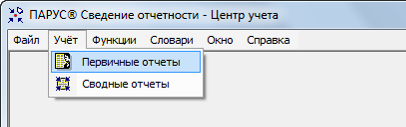 ПАРУС® Сведение отчетности - Центр учета
Файл Учёт Функции Словари Окно Справка
Первичные отчеты
Сводные отчеты